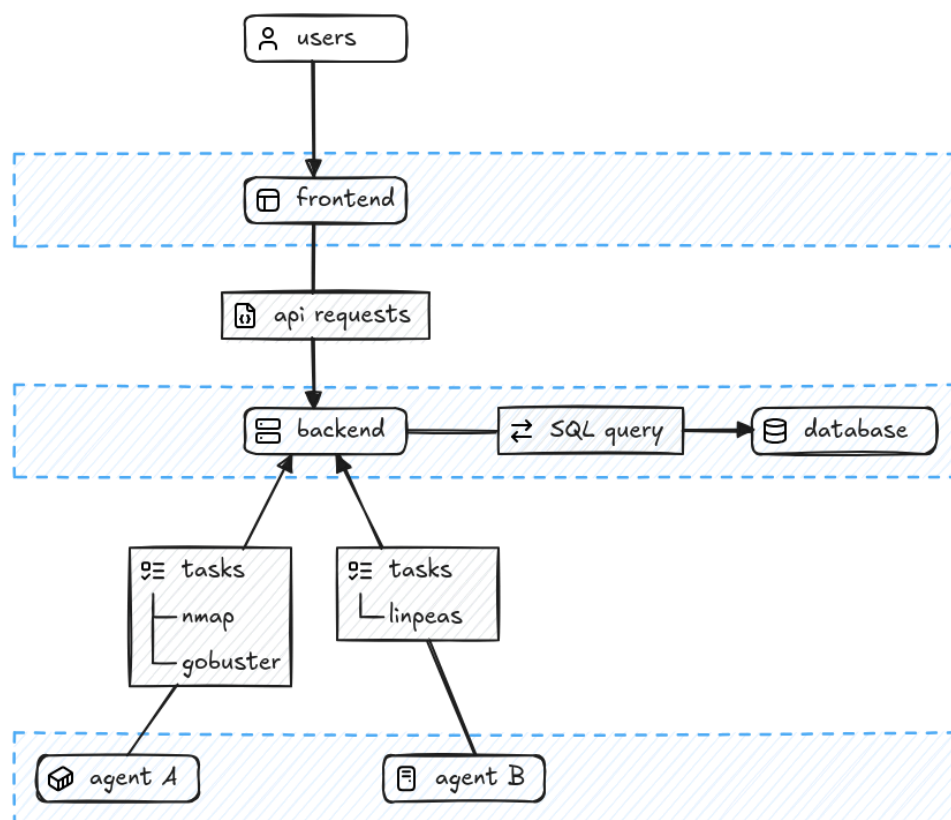 users
frontend
api requests
backend
SQL query
database
tasks
nmap
gobuster
tasks
linpeas
agent A
agent B